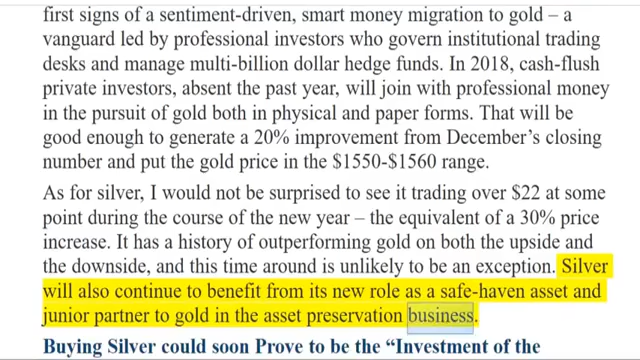 first signs of a sentiment-driven, smart money migration to gold – a
vanguard led by professional investors who govern institutional trading
desks and manage multi-billion dollar hedge funds. In 2018, cash-flush
private investors, absent the past year, will join with professional money
in the pursuit of gold both in physical and paper forms. That will be
good enough to generate a 20% improvement from December’s closing
number and put the gold price in the $1550-$1560 range.
As for silver, I would not be surprised to see it trading over $22 at some
point during the course of the new year – the equivalent of a 30% price
increase. It has a history of outperforming gold on both the upside and
the downside, and this time around is unlikely to be an exception. Silver
will also continue to benefit from its new role as a safe-haven asset and
junior partner to gold in the asset preservation business.
Buying Silver could soon Prove to be the “Investment of the